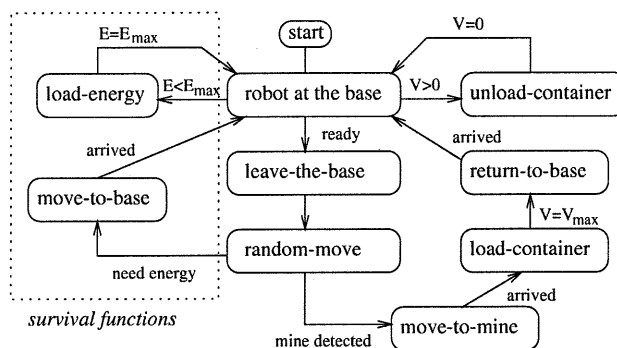 start
E=Emax
V=0
load-energy
E<Emax
robot at the base
V>0
unload-container
arrived
ready
arrived
leave-the-base
return-to-base
move-to-base
V=Vmax
random-move
load-container
need energy
arrived
survival functions
mine detected
move-to-mine